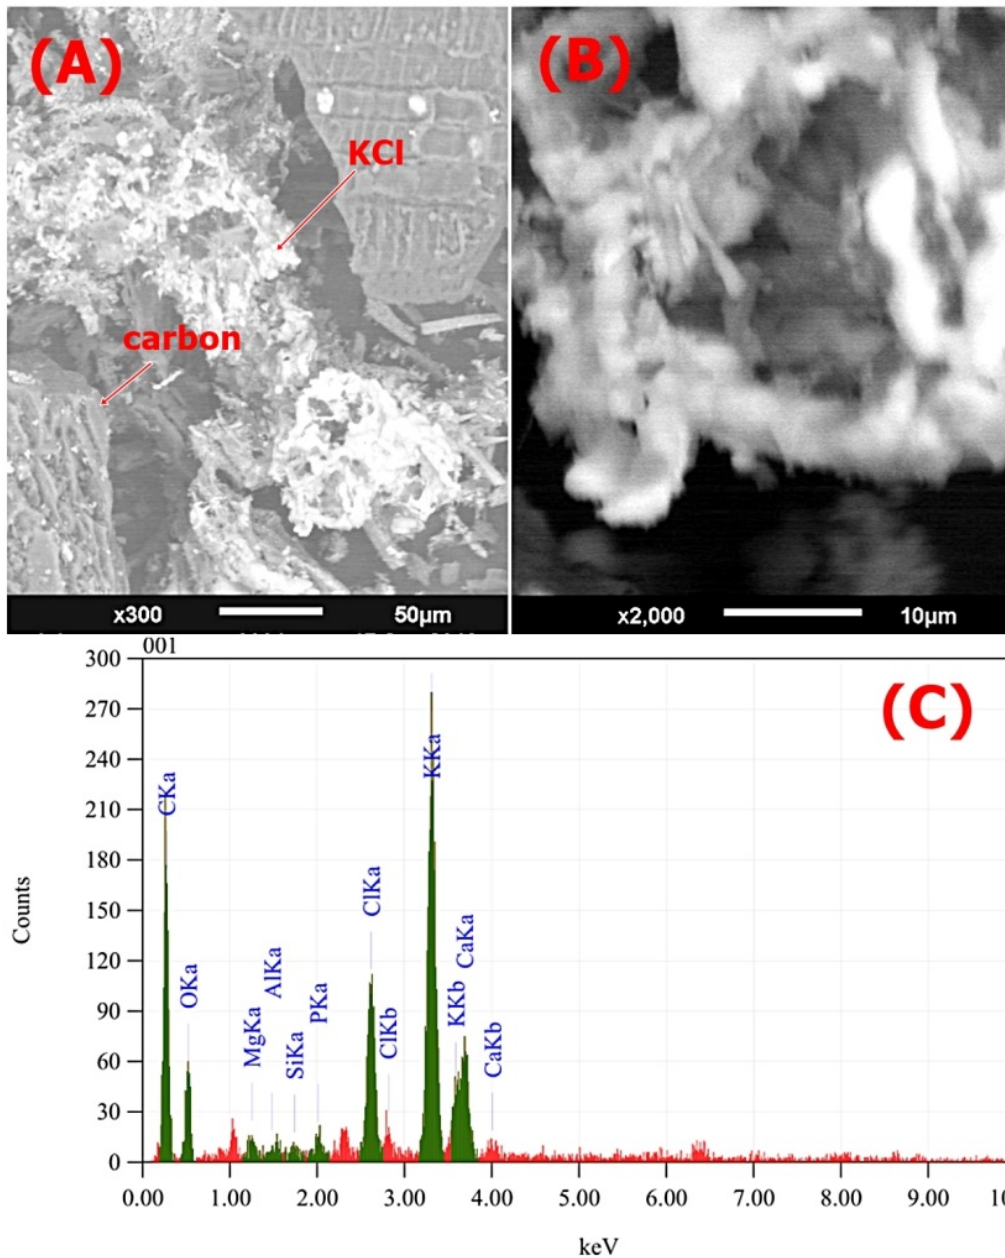 (A)
(B)
KCl
carbon
x300 50μm
x2,000 10μm
001
(C)
300
270
240
210
180
150
120
90
60
30
0
Counts
CKa
OKa
MgKa
AlKa
SiKa
PKa
ClKa
ClKb
KKa
KKb
CaKa
CaKb
0.00 1.00 2.00 3.00 4.00 5.00 6.00 7.00 8.00 9.00 10
keV